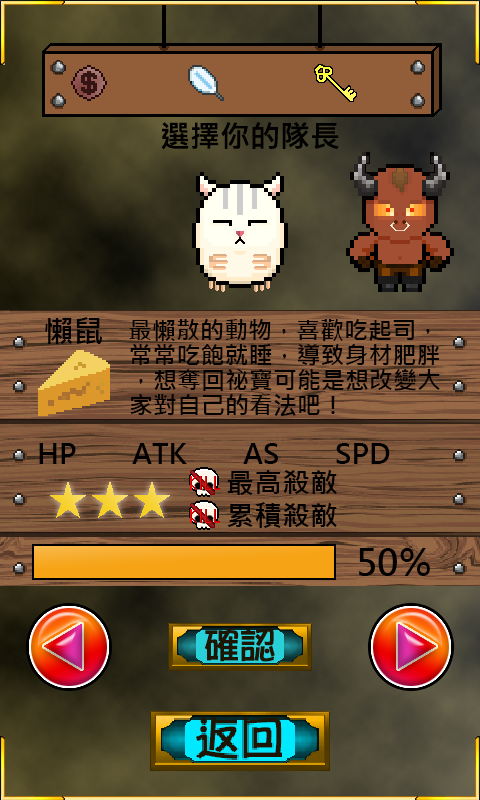 $
選擇你的隊長
懶鼠
最懶散的動物，喜歡吃起司，
常常吃飽就睡，導致身材肥胖
，想奪回祕寶可能是想改變大
家對自己的看法吧！
HP ATK AS SPD
最高殺敵
累積殺敵
50%
確認
返回